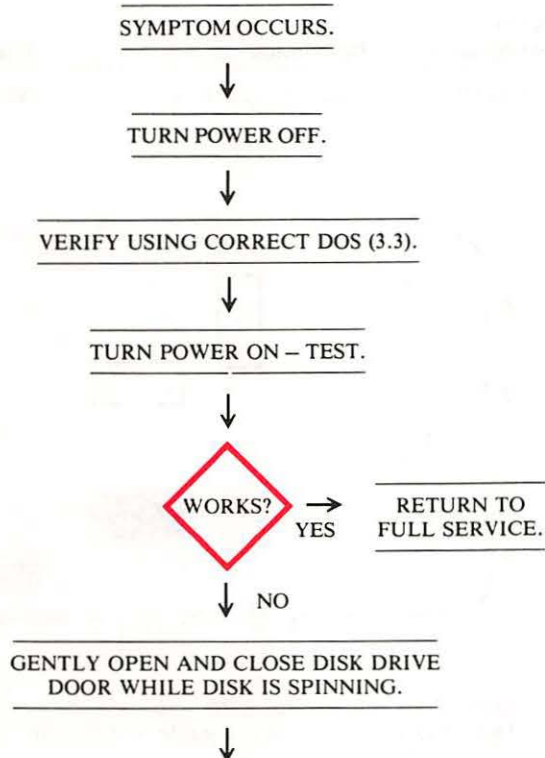 SYMPTOM OCCURS.
TURN POWER OFF.
VERIFY USING CORRECT DOS (3.3).
TURN POWER ON – TEST.
WORKS?
YES
RETURN TO
FULL SERVICE.
NO
GENTLY OPEN AND CLOSE DISK DRIVE
DOOR WHILE DISK IS SPINNING.